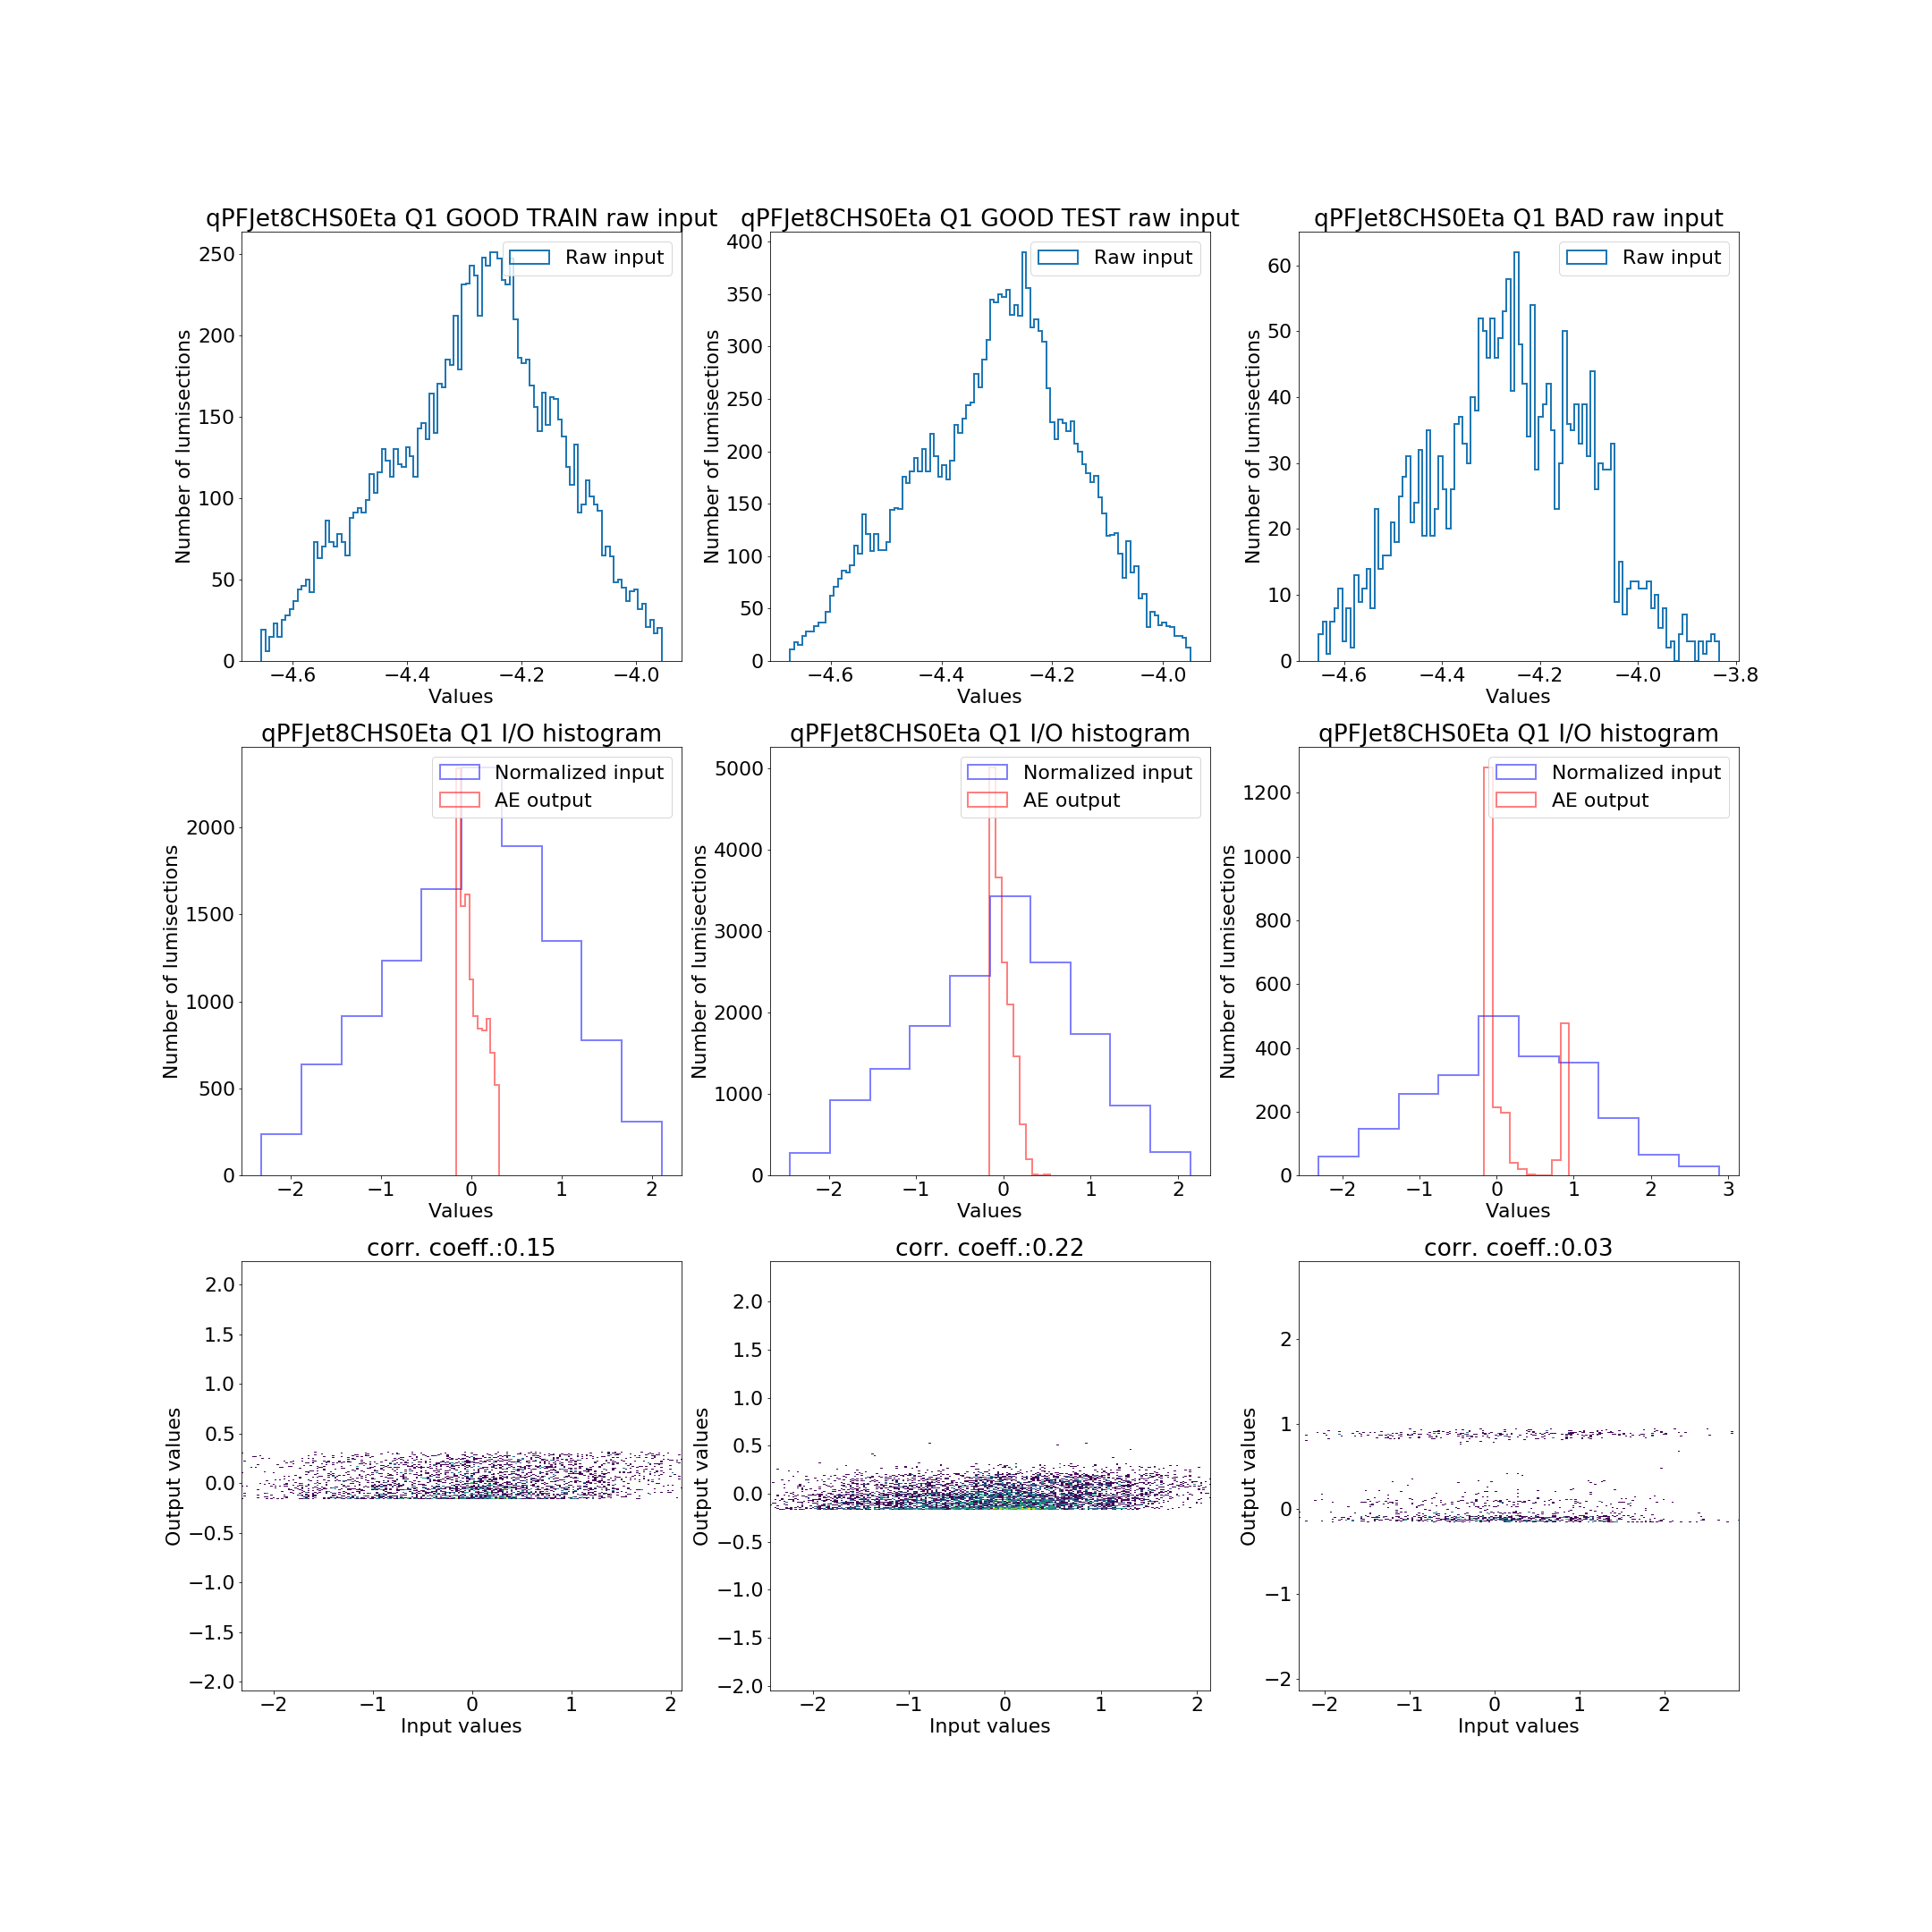 qPFJet8CHS0Eta Q1 GOOD TRAIN raw input
qPFJet8CHS0Eta Q1 GOOD TEST raw input
qPFJet8CHS0Eta Q1 BAD raw input
Raw input
Raw input
Raw input
Number of lumisections
250
200
150
100
50
0
−4.6 −4.4 −4.2 −4.0
Values
Number of lumisections
400
350
300
250
200
150
100
50
0
−4.6 −4.4 −4.2 −4.0
Values
Number of lumisections
60
50
40
30
20
10
0
−4.6 −4.4 −4.2 −4.0 −3.8
Values
qPFJet8CHS0Eta Q1 I/O histogram
Normalized input
AE output
Number of lumisections
2000
1500
1000
500
0
−2 −1 0 1 2
Values
qPFJet8CHS0Eta Q1 I/O histogram
Normalized input
AE output
Number of lumisections
5000
4000
3000
2000
1000
0
−2 −1 0 1 2
Values
qPFJet8CHS0Eta Q1 I/O histogram
Normalized input
AE output
Number of lumisections
1200
1000
800
600
400
200
0
−2 −1 0 1 2 3
Values
corr. coeff.:0.15
Output values
2.0
1.5
1.0
0.5
0.0
−0.5
−1.0
−1.5
−2.0
−2 −1 0 1 2
Input values
corr. coeff.:0.22
Output values
2.0
1.5
1.0
0.5
0.0
−0.5
−1.0
−1.5
−2.0
−2 −1 0 1 2
Input values
corr. coeff.:0.03
Output values
2
1
0
−1
−2
−2 −1 0 1 2
Input values